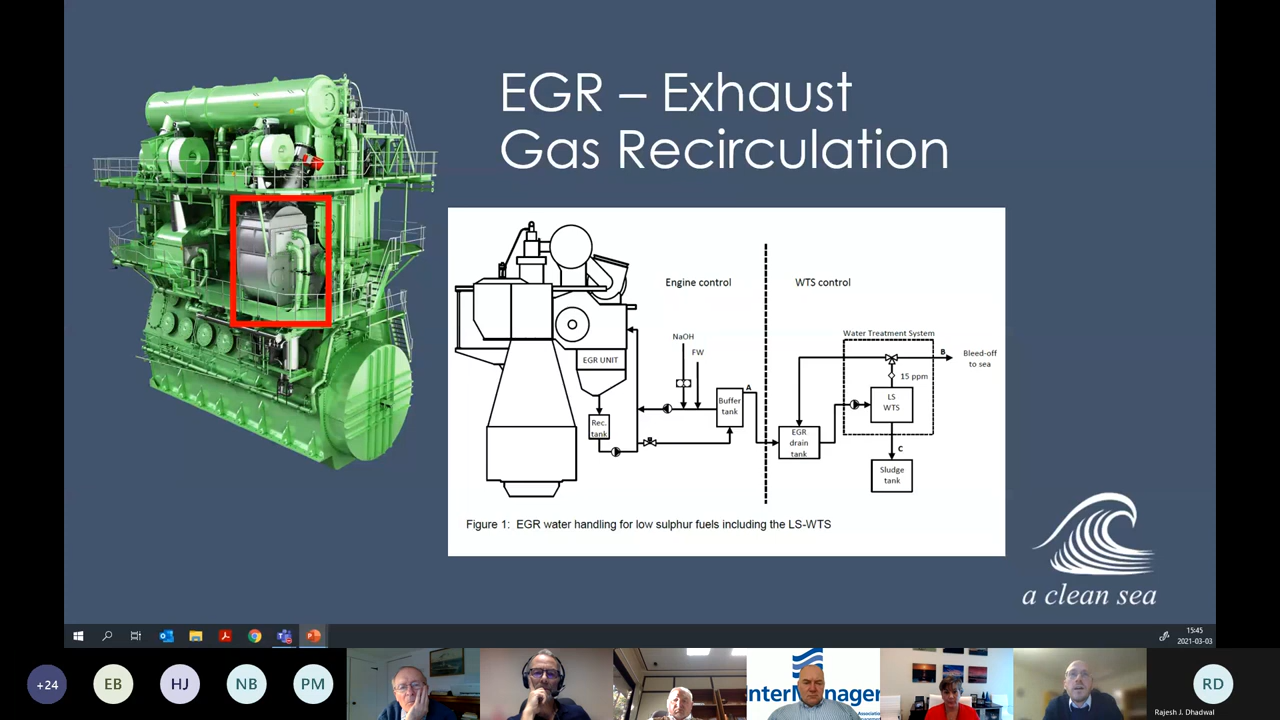 EGR – Exhaust
Gas Recirculation
Engine control
WTS control
NaOH
FW
Water Treatment System
B
Bleed-off
to sea
15 ppm
EGR UNIT
A
Buffer
tank
LS
WTS
Rec.
tank
EGR
drain
tank
C
Sludge
tank
Figure 1: EGR water handling for low sulphur fuels including the LS-WTS
a clean sea
15:45
2021-03-03
+24
EB
HJ
NB
PM
nterManager
RD
Rajesh J. Dhadwal